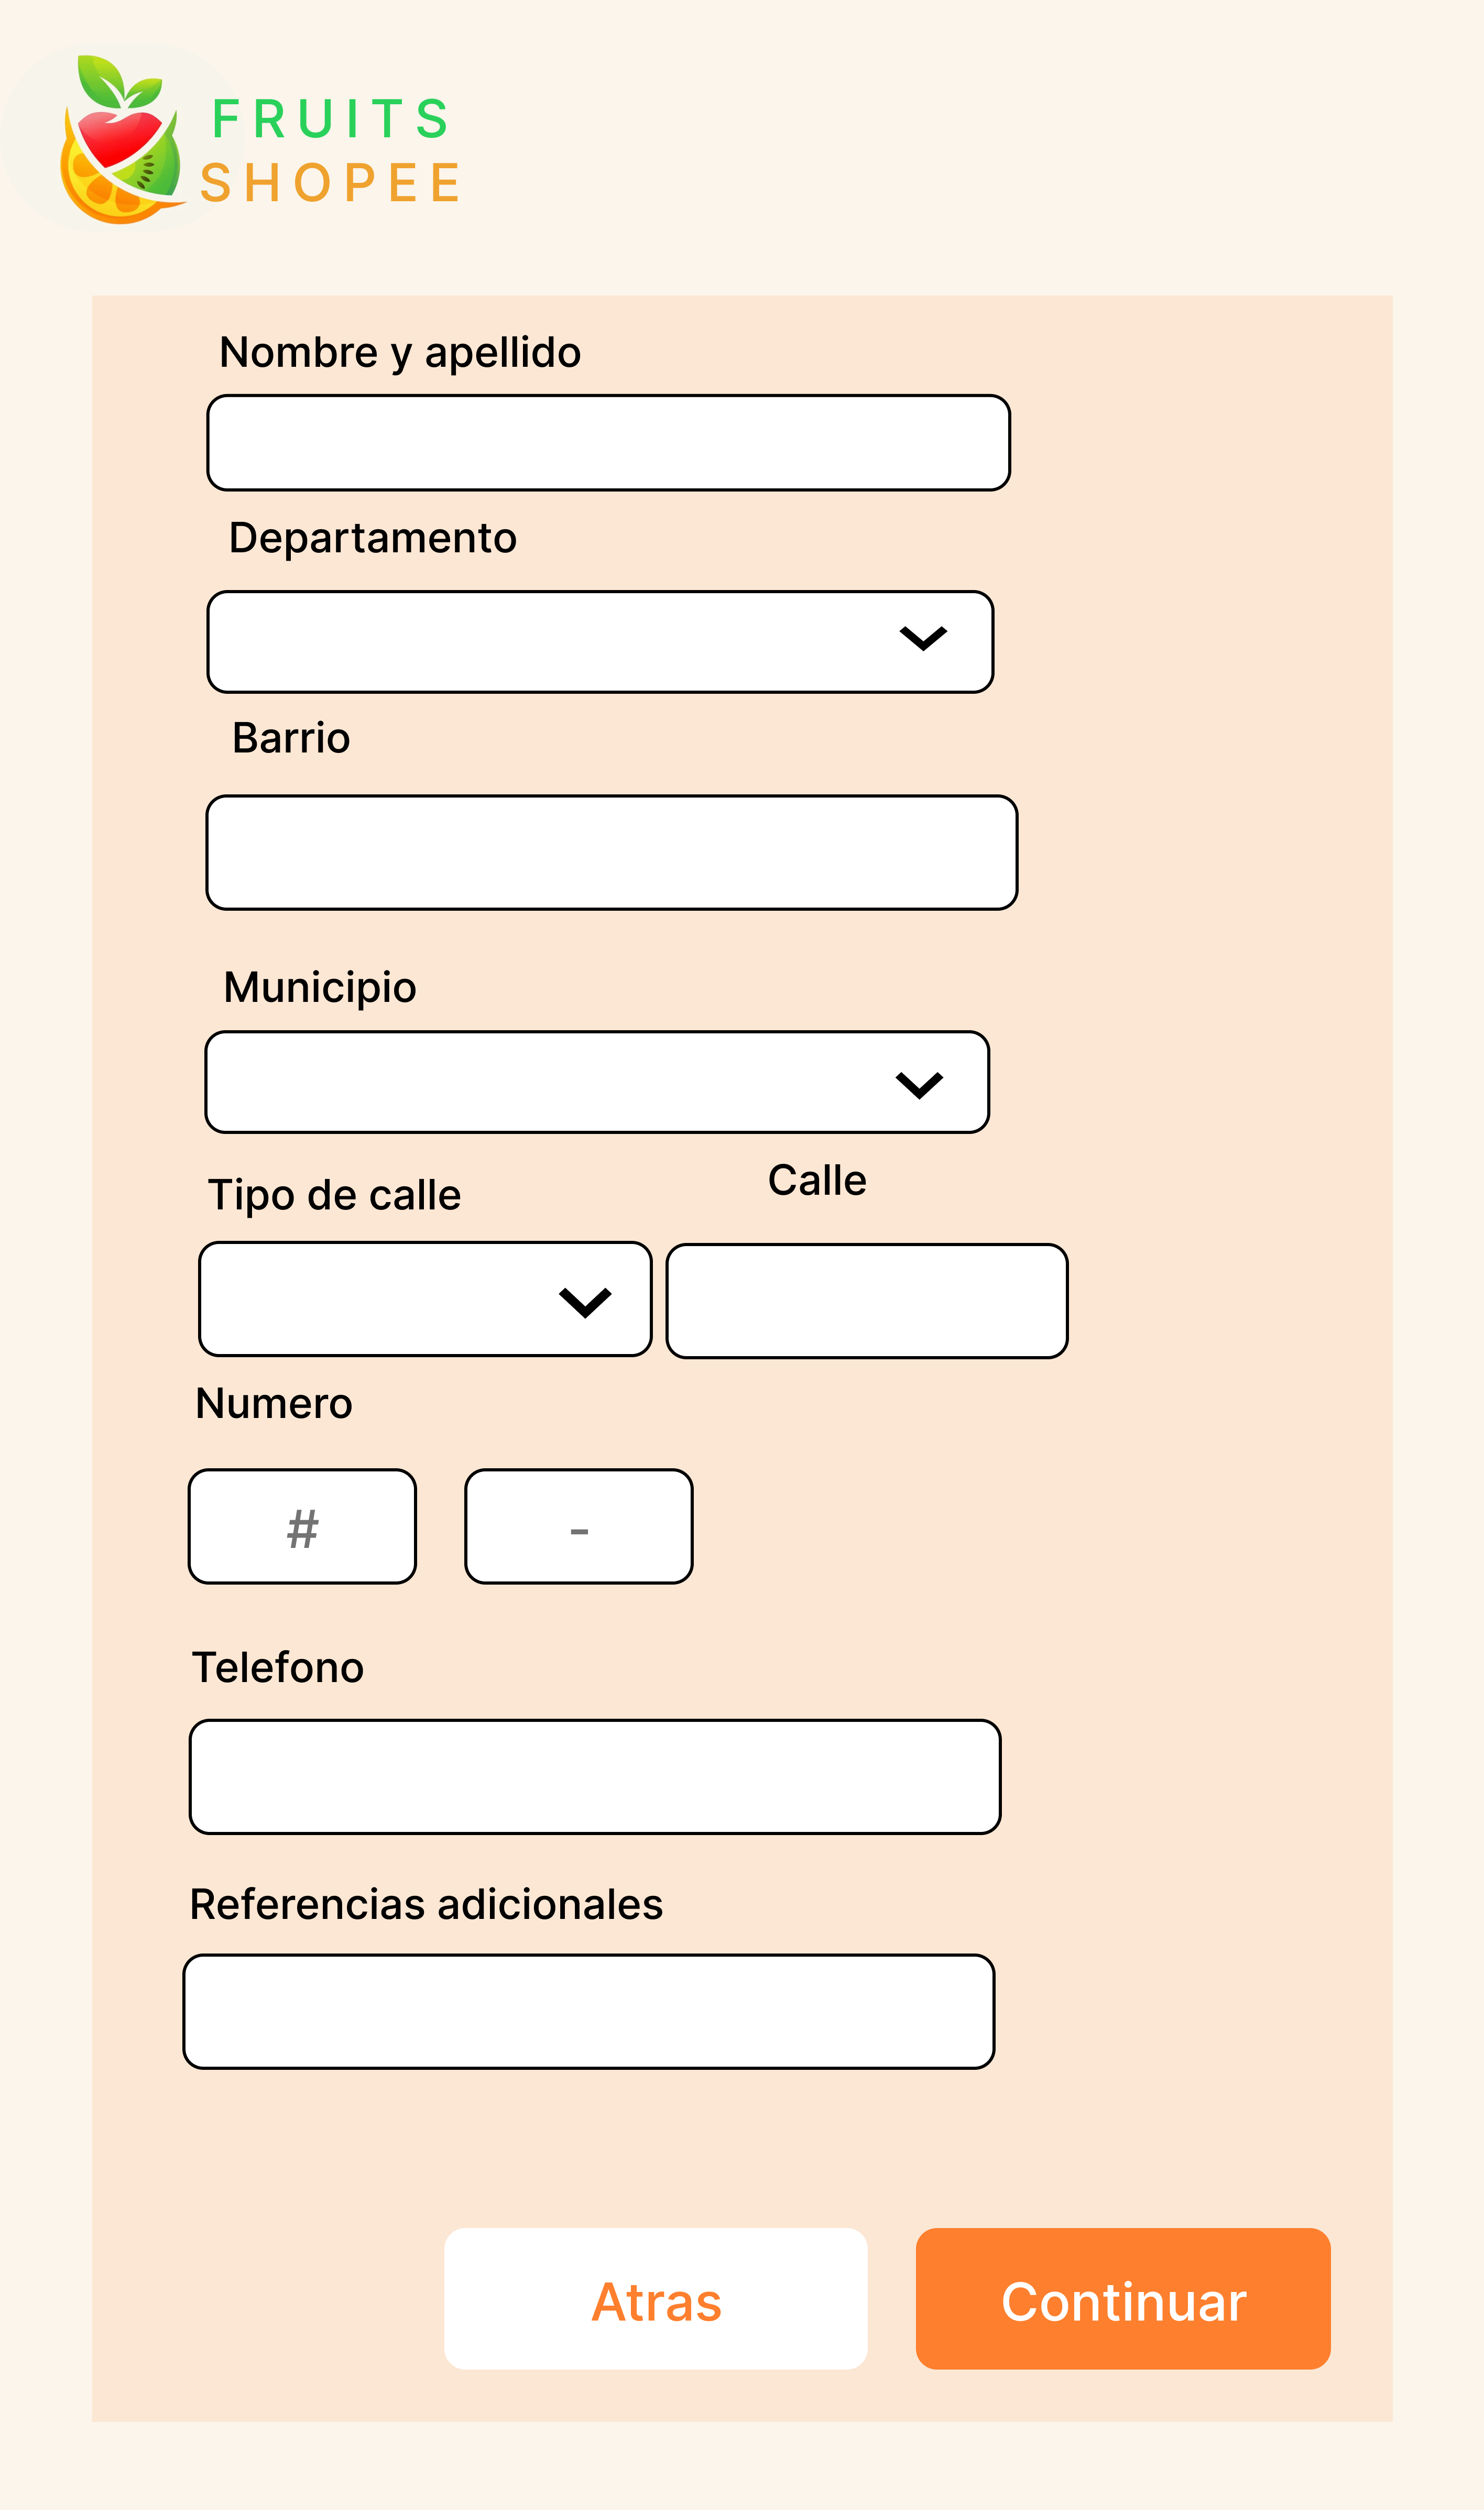 FRUITS
SHOPEE
Nombre y apellido
Departamento
Barrio
Municipio
Tipo de calle
Calle
Numero
# -
Telefono
Referencias adicionales
Atras Continuar